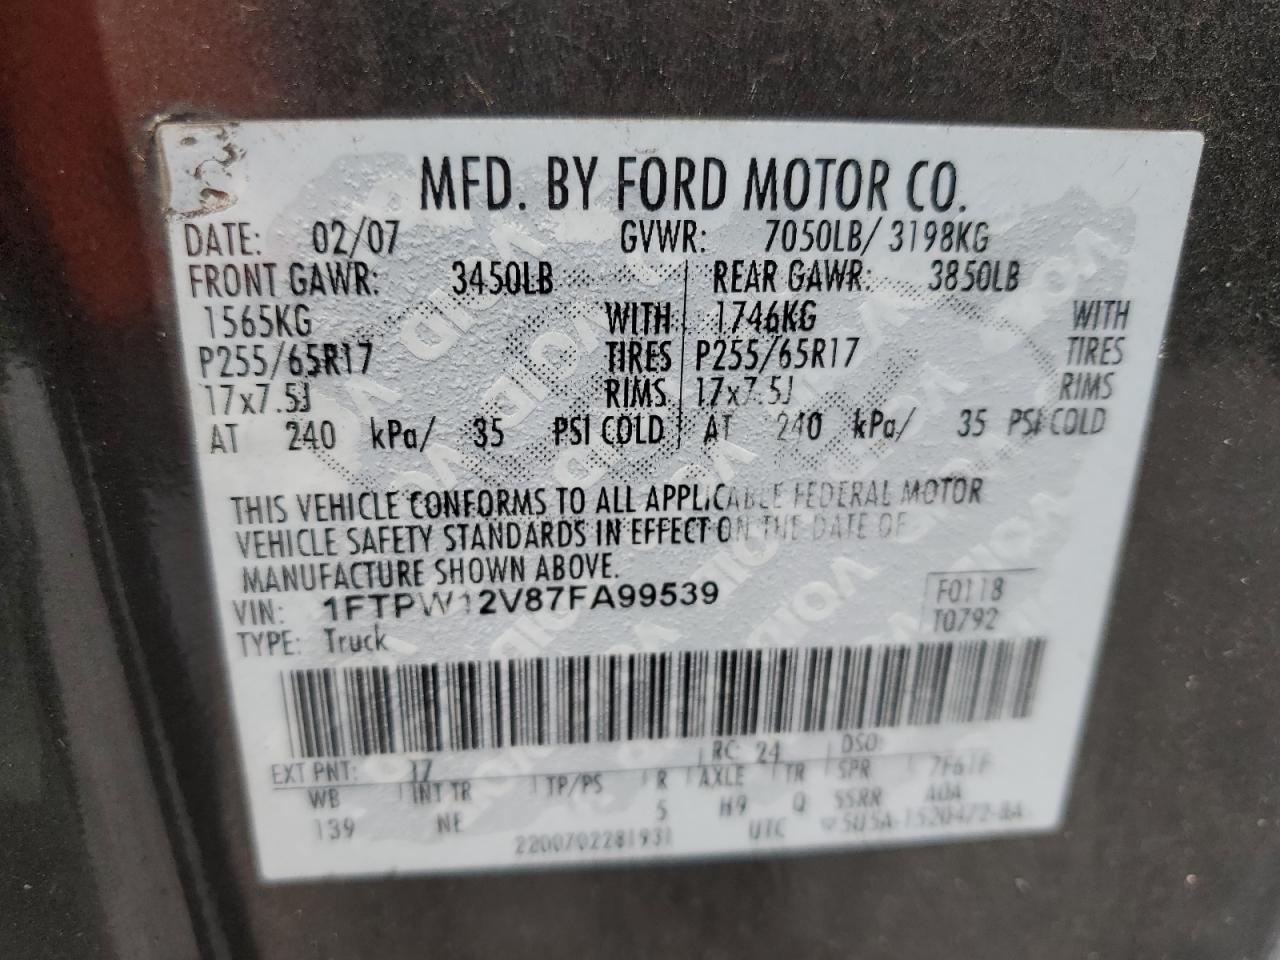 MFD. BY FORD MOTOR CO.
DATE: 02/07 GVWR: 7050LB/ 3198KG
FRONT GAWR: 3450LB REAR GAWR: 3850LB
1565KG WITH 1746KG WITH
P255/65R17 TIRES P255/65R17 TIRES
17x7.5J RIMS 17x7.5J RIMS
AT 240 kPa/ 35 PSI COLD AT 240 kPa/ 35 PSI COLD
THIS VEHICLE CONFORMS TO ALL APPLICABLE FEDERAL MOTOR
VEHICLE SAFETY STANDARDS IN EFFECT ON THE DATE OF
MANUFACTURE SHOWN ABOVE.
VIN: 1FTPW12V87FA99539 F0118
TYPE: Truck T0792
EXT PNT: RC 24 DSO:
WB INT TR TP/PS R AXLE TR SPR
139 NE 5 H9 Q 55RR
2200702281931 UTC